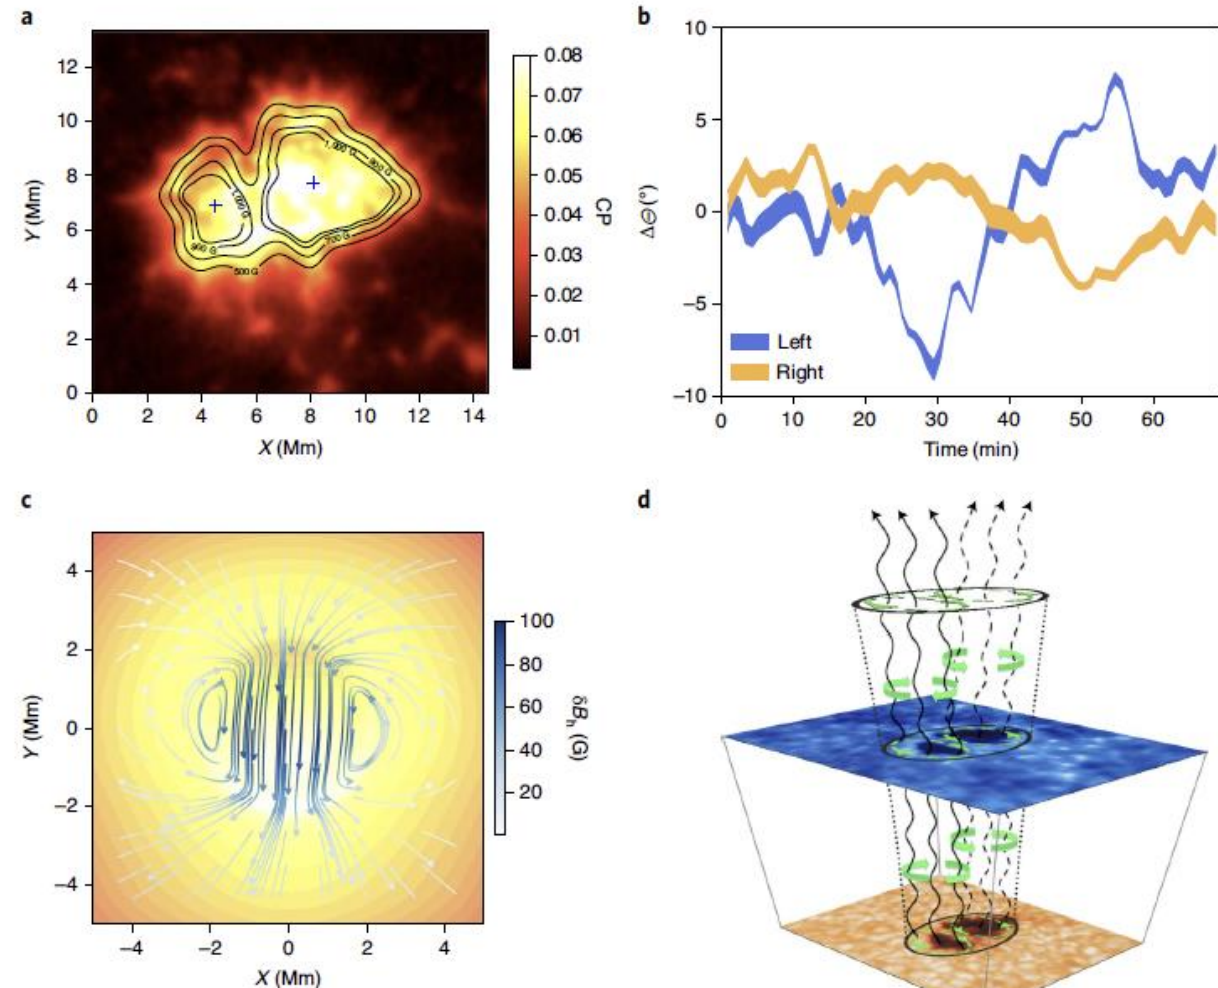 a
12
10
8
6
4
2
0
Y (Mm)
0 2 4 6 8 10 12 14
X (Mm)
1,000 G
800 G
1,000 G
900 G
700 G
500 G
0.08
0.07
0.06
0.05
0.04
0.03
0.02
0.01
CP
b
10
5
0
−5
−10
ΔΘ (°)
Left
Right
0 10 20 30 40 50 60
Time (min)
c
4
2
0
−2
−4
Y (Mm)
−4 −2 0 2 4
X (Mm)
100
80
60
40
20
δBh (G)
d